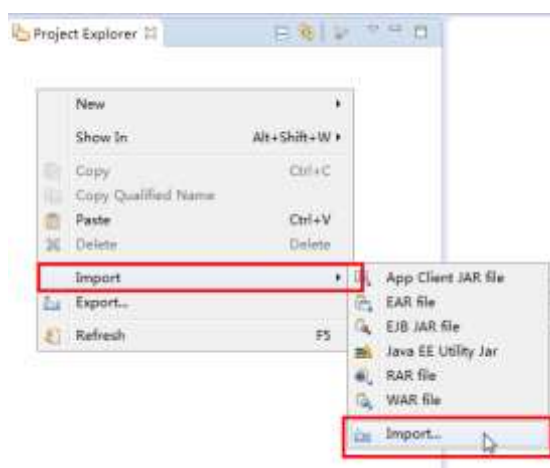 Project Explorer
New
Show In Alt+Shift+W
Copy Ctrl+C
Copy Qualified Name
Paste Ctrl+V
Delete Delete
Import
Export...
Refresh F5
App Client JAR file
EAR file
EJB JAR file
Java EE Utility Jar
RAR file
WAR file
Import...